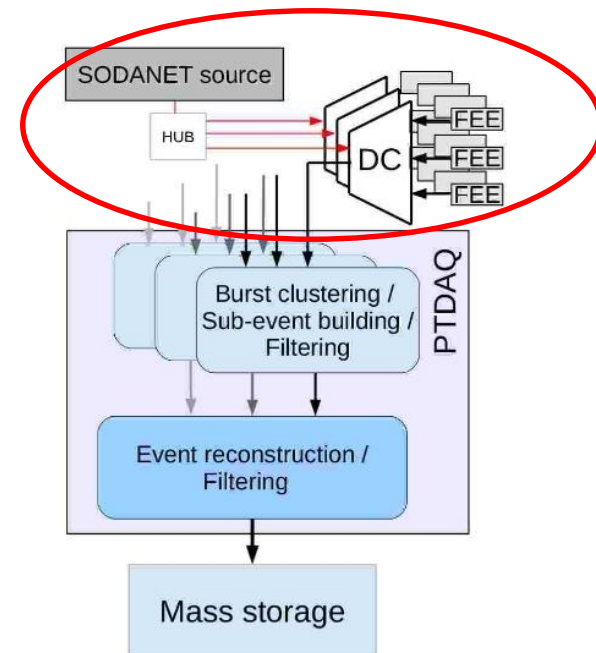 SODANET source
HUB
DC
FEE
FEE
FEE
PTDAQ
Burst clustering /
Sub-event building /
Filtering
Event reconstruction /
Filtering
Mass storage